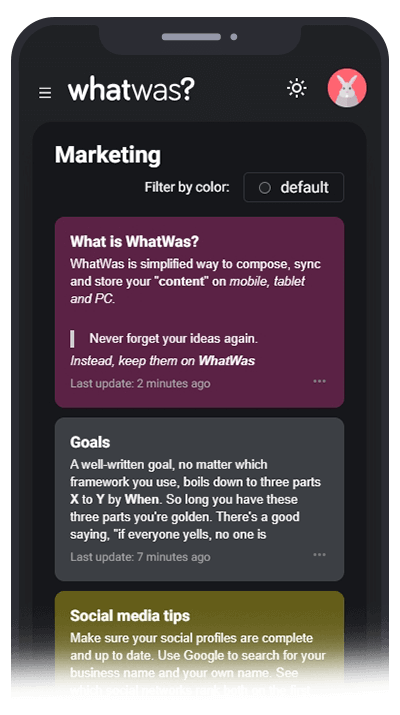 whatwas?
Marketing
Filter by color:
default
What is WhatWas?
WhatWas is simplified way to compose, sync
and store your "content" on mobile, tablet
and PC.
Never forget your ideas again.
Instead, keep them on WhatWas
Last update: 2 minutes ago
Goals
A well-written goal, no matter which
framework you use, boils down to three parts
X to Y by When. So long you have these
three parts you're golden. There's a good
saying, "if everyone yells, no one is
Last update: 7 minutes ago
Social media tips
Make sure your social profiles are complete
and up to date. Use Google to search for your
business name and your own name. See